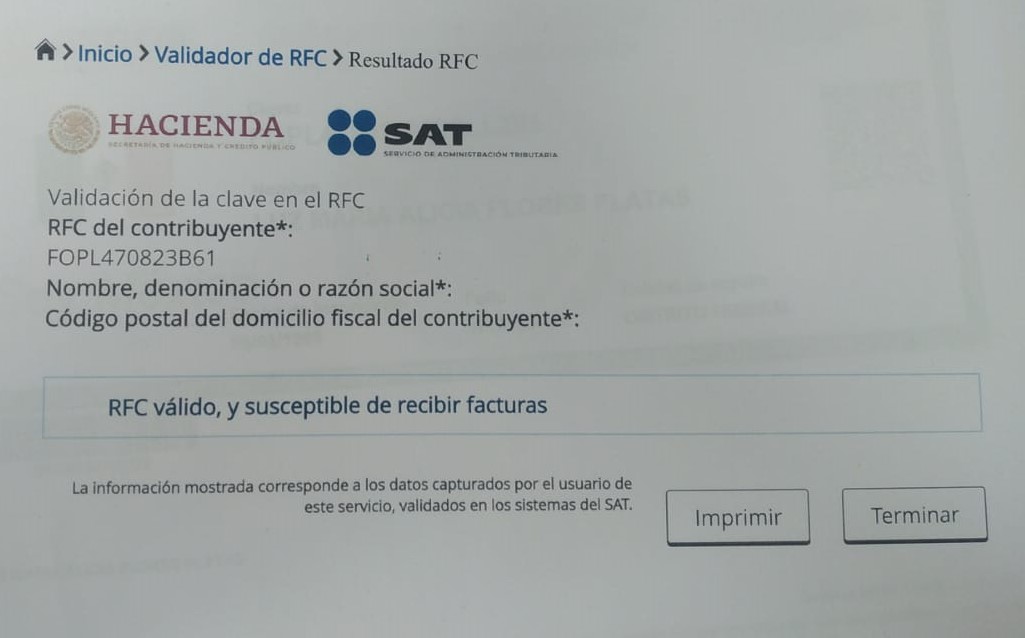 > Inicio > Validador de RFC > Resultado RFC
HACIENDA
SECRETARÍA DE HACIENDA Y CRÉDITO PÚBLICO
SAT
SERVICIO DE ADMINISTRACIÓN TRIBUTARIA
Validación de la clave en el RFC
RFC del contribuyente*:
FOPL470823B61
Nombre, denominación o razón social*:
Código postal del domicilio fiscal del contribuyente*:
RFC válido, y susceptible de recibir facturas
La información mostrada corresponde a los datos capturados por el usuario de
este servicio, validados en los sistemas del SAT.
Imprimir
Terminar